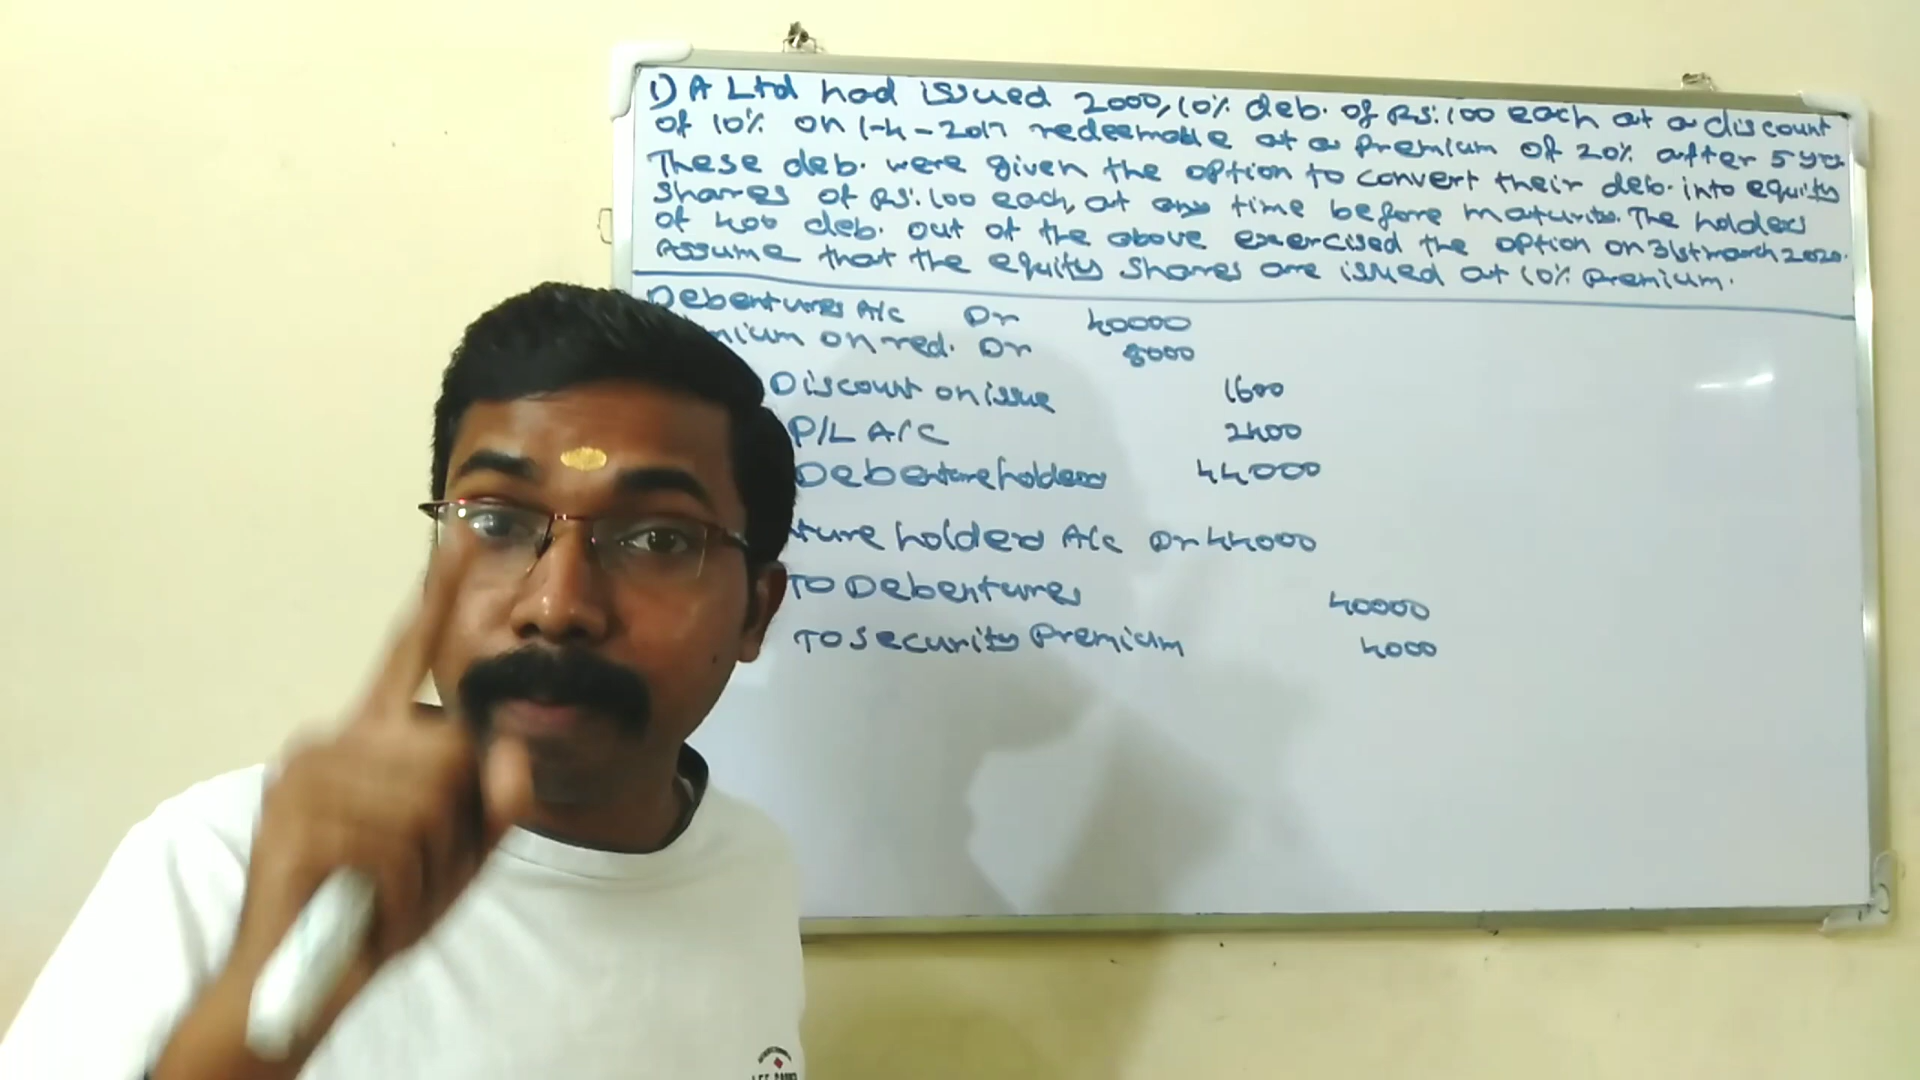 1) A Ltd had issued 2000, 10% deb. of Rs: 100 each at a discount
of 10% on 1-4-2017 redeemable at a premium of 20% after 5 yrs
These deb. were given the option to convert their deb. into equity
shares of Rs: 100 each, at any time before maturity. The holders
of 400 deb. out of the above exercised the option on 31st march 2020.
Assume that the equity shares are issued at 10% premium.
Debentures A/c Dr 40000
mium on red. Dr 8000
Discount on issue 1600
P/L A/C 2400
Debentureholders 44000
ture holders A/c Dr 44000
TO Debentures 40000
TO security Premium 4000